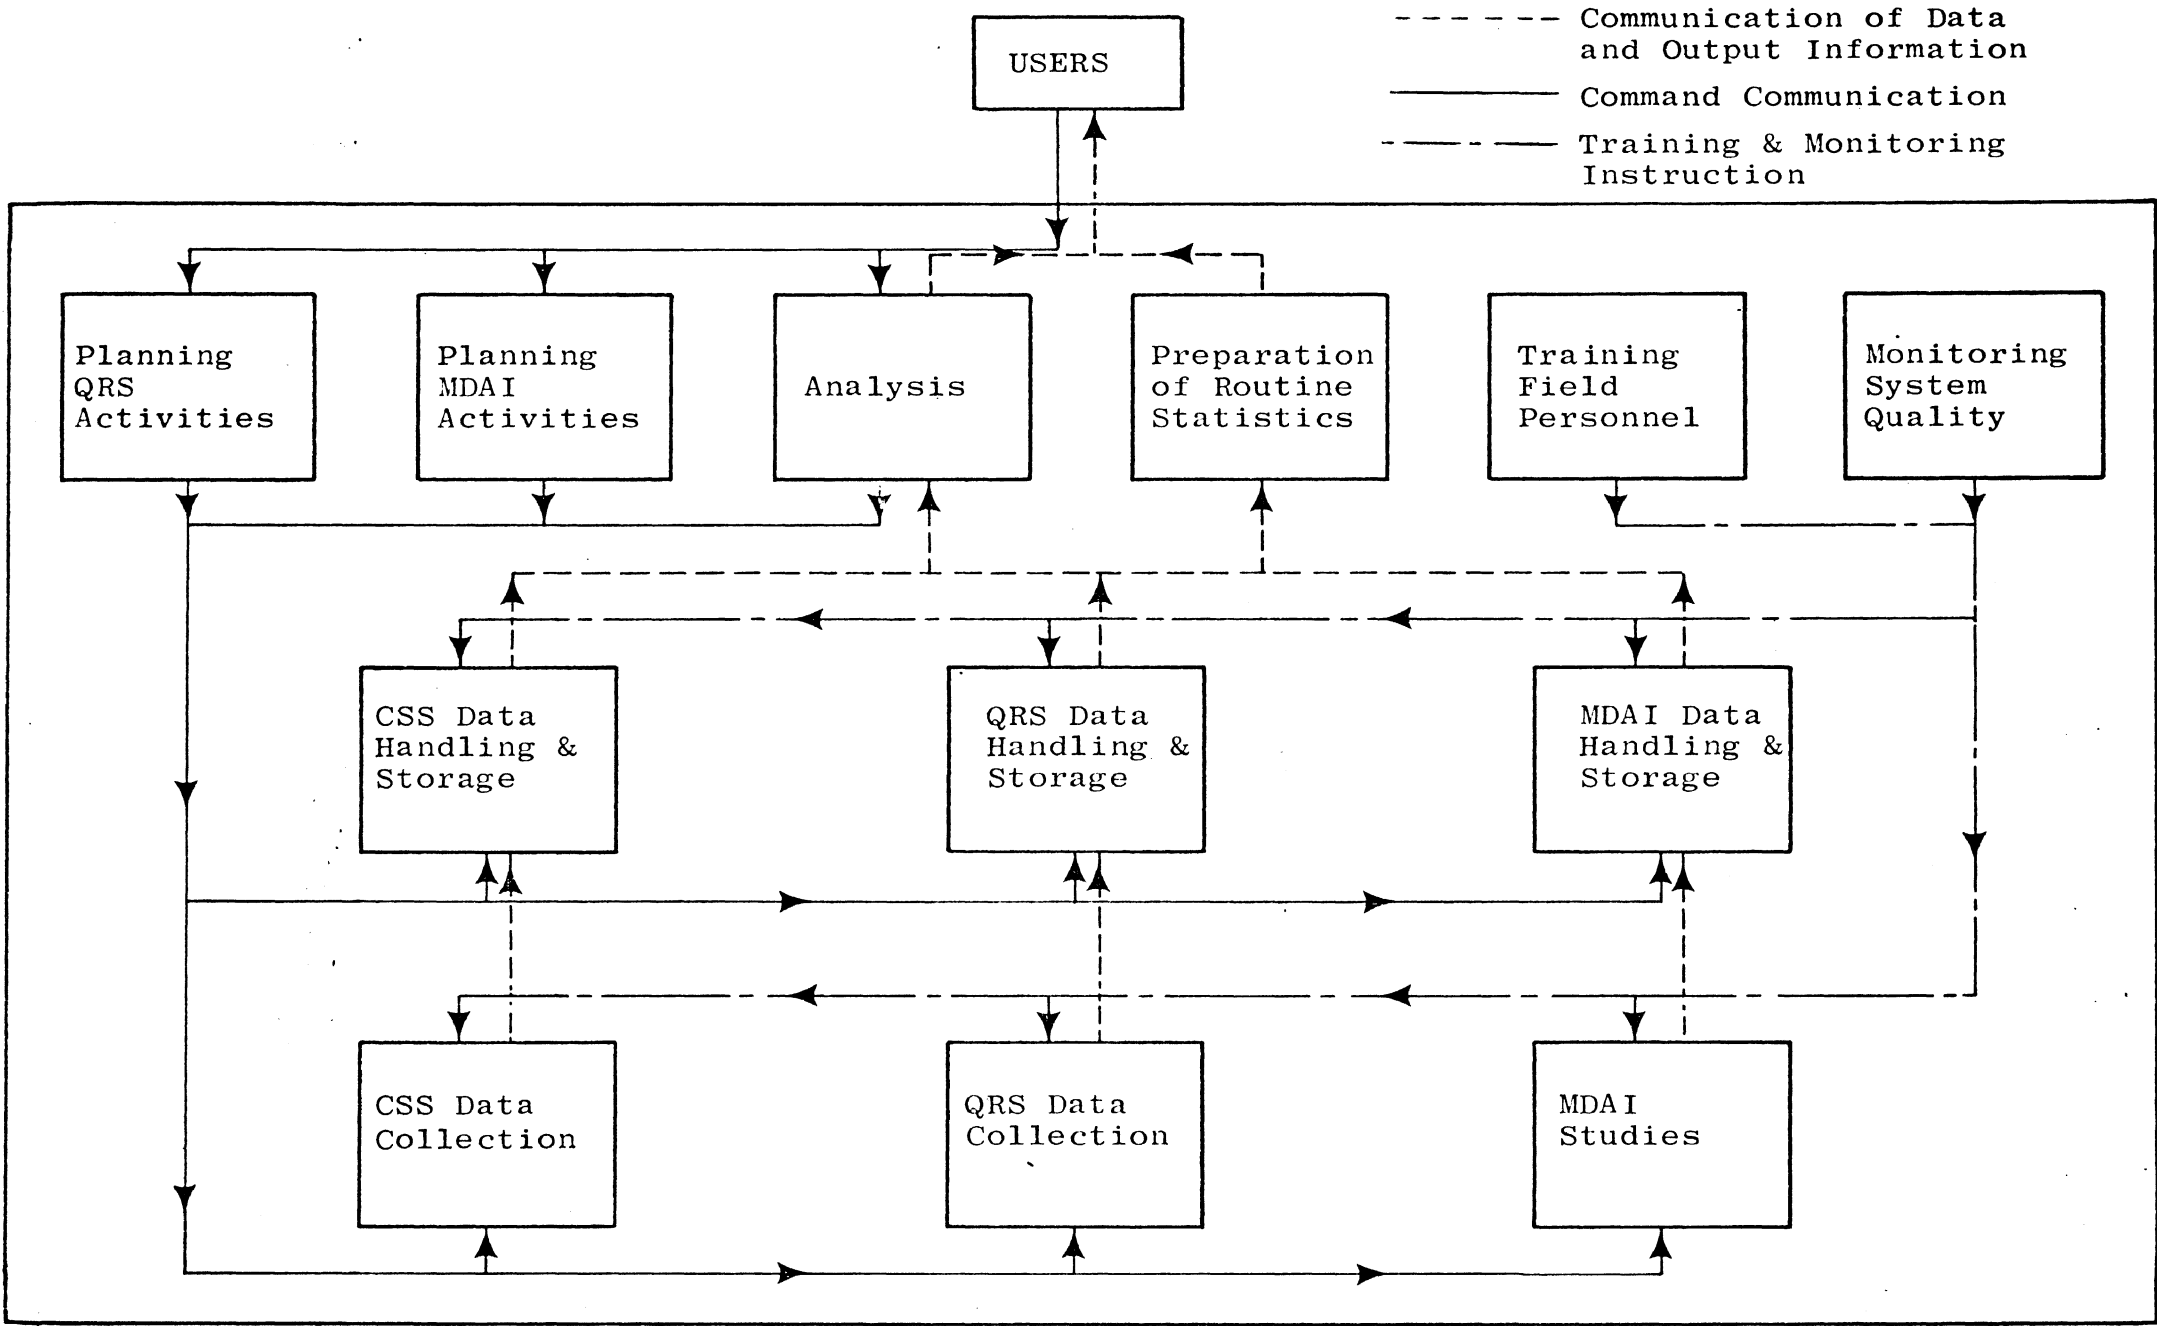 USERS
Communication of Data
and Output Information
Command Communication
Training & Monitoring
Instruction
Planning
QRS
Activities
Planning
MDAI
Activities
Analysis
Preparation
of Routine
Statistics
Training
Field
Personnel
Monitoring
System
Quality
CSS Data
Handling &
Storage
QRS Data
Handling &
Storage
MDAI Data
Handling &
Storage
CSS Data
Collection
QRS Data
Collection
MDAI
Studies